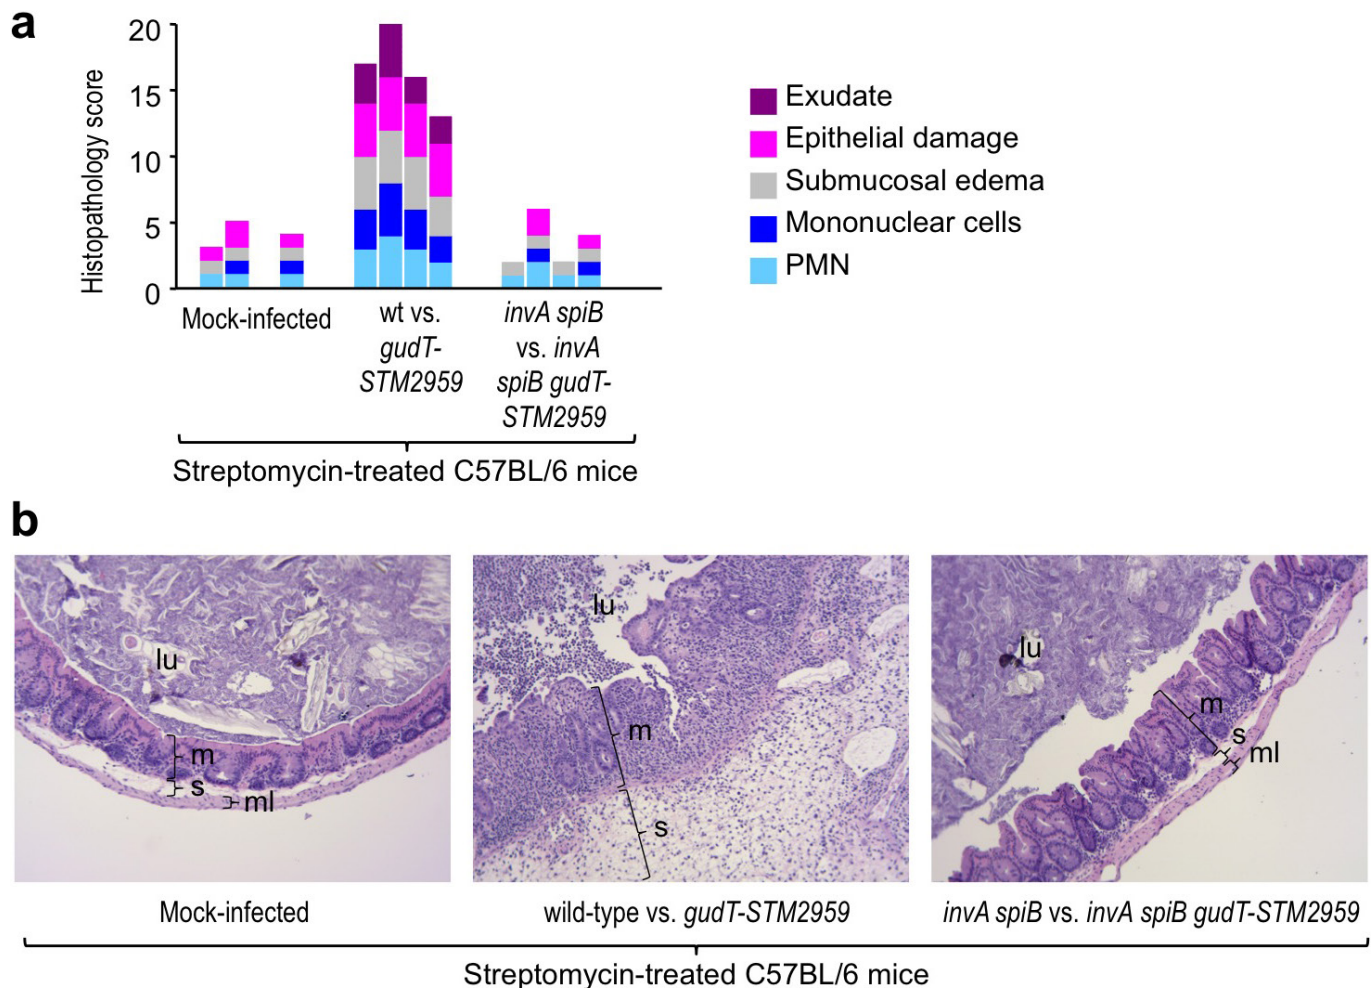 a
Histopathology score
20
15
10
5
0
Exudate
Epithelial damage
Submucosal edema
Mononuclear cells
PMN
Mock-infected
wt vs.
gudT-
STM2959
invA spiB
vs. invA
spiB gudT-
STM2959
Streptomycin-treated C57BL/6 mice
b
lu
m
s
ml
lu
m
s
lu
m
s
ml
Mock-infected
wild-type vs. gudT-STM2959
invA spiB vs. invA spiB gudT-STM2959
Streptomycin-treated C57BL/6 mice